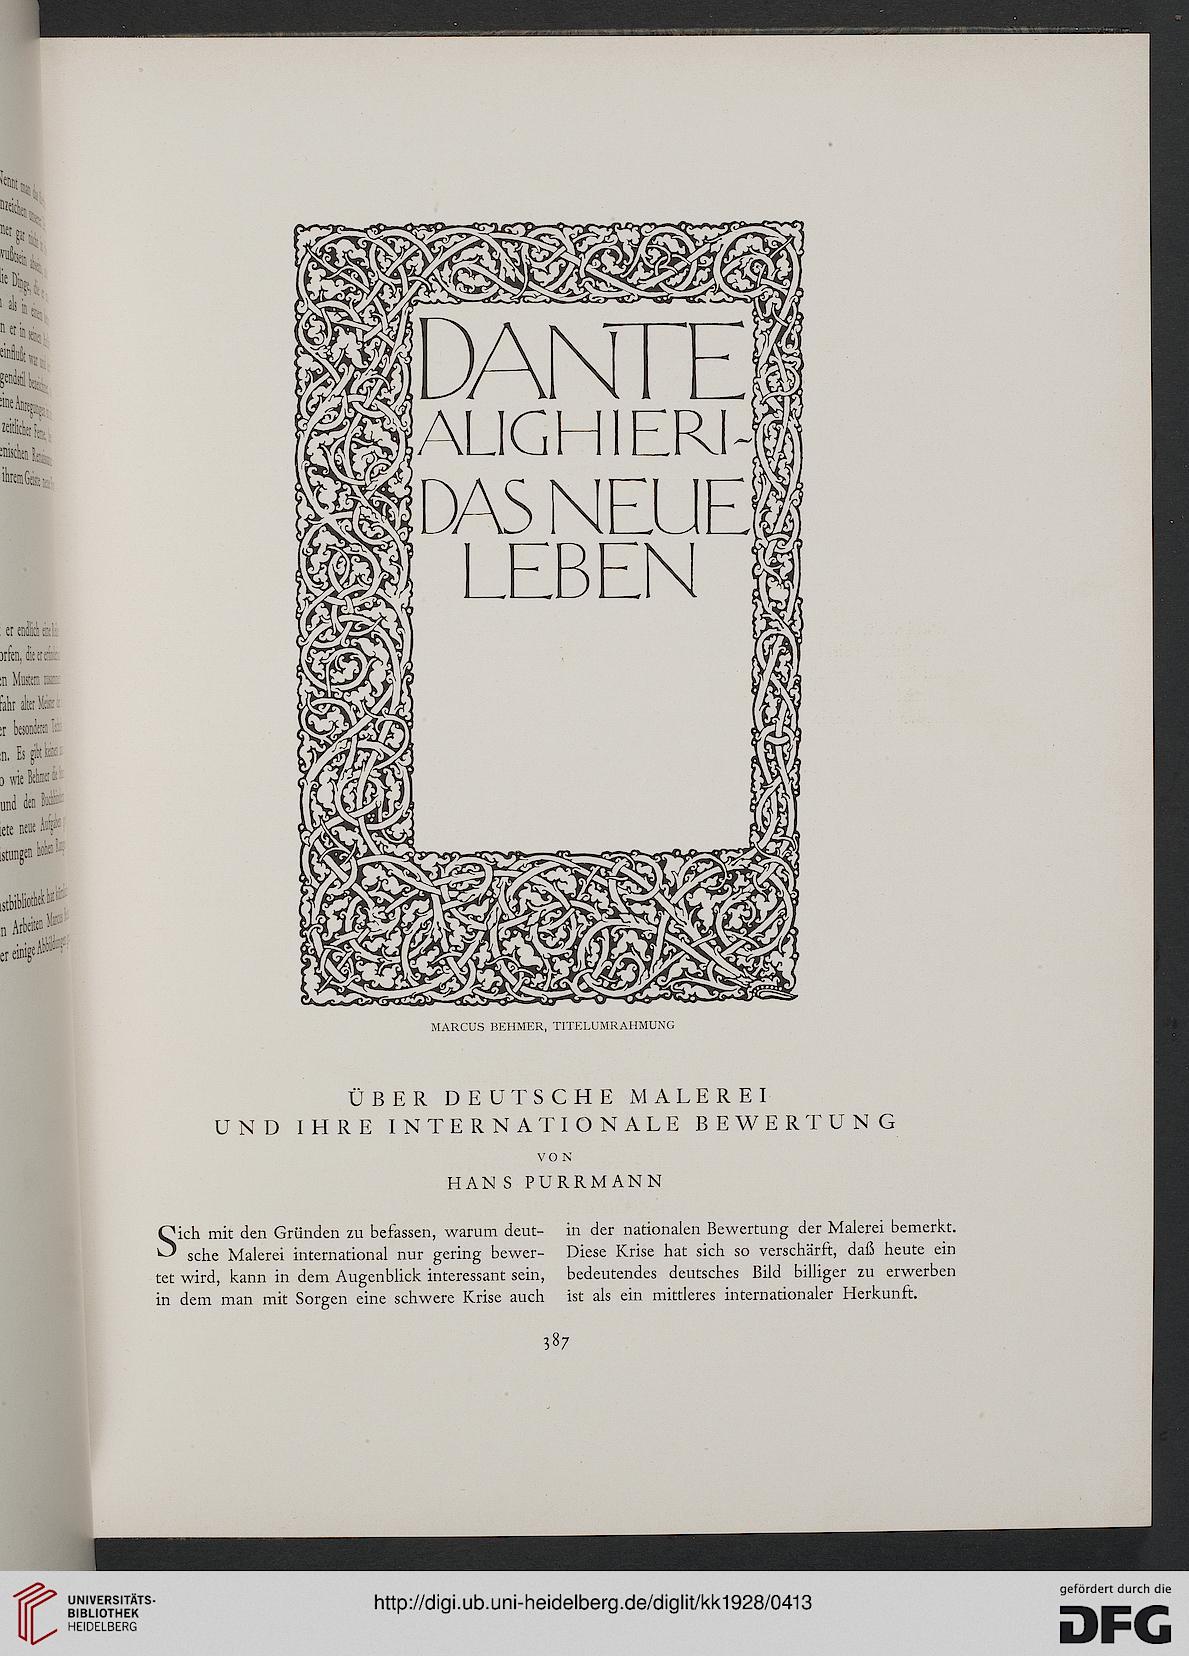 DANTE
ALIGHIERI-
DAS NEUE
LEBEN
MARCUS BEHMER, TITELUMRAHMUNG
ÜBER DEUTSCHE MALEREI
UND IHRE INTERNATIONALE BEWERTUNG
VON
HANS PURRMANN
Sich mit den Gründen zu befassen, warum deut-
sche Malerei international nur gering bewer-
tet wird, kann in dem Augenblick interessant sein,
in dem man mit Sorgen eine schwere Krise auch
in der nationalen Bewertung der Malerei bemerkt.
Diese Krise hat sich so verschärft, daß heute ein
bedeutendes deutsches Bild billiger zu erwerben
ist als ein mittleres internationaler Herkunft.
387
UNIVERSITÄTS-
BIBLIOTHEK
HEIDELBERG
http://digi.ub.uni-heidelberg.de/diglit/kk1928/0413
gefördert durch die
DFG